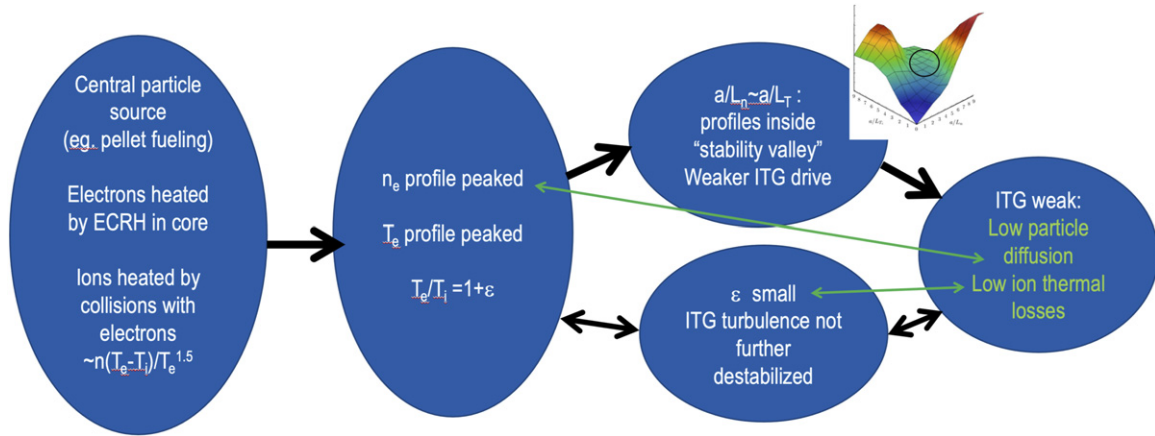 Central particle
source
(eg. pellet fueling)
Electrons heated
by ECRH in core
Ions heated by
collisions with
electrons
~n(Te-Ti)/Te^1.5
ne profile peaked
Te profile peaked
Te/Ti =1+ε
a/Ln~a/LT :
profiles inside
“stability valley”
Weaker ITG drive
ε small
ITG turbulence not
further
destabilized
ITG weak:
Low particle
diffusion
Low ion thermal
losses